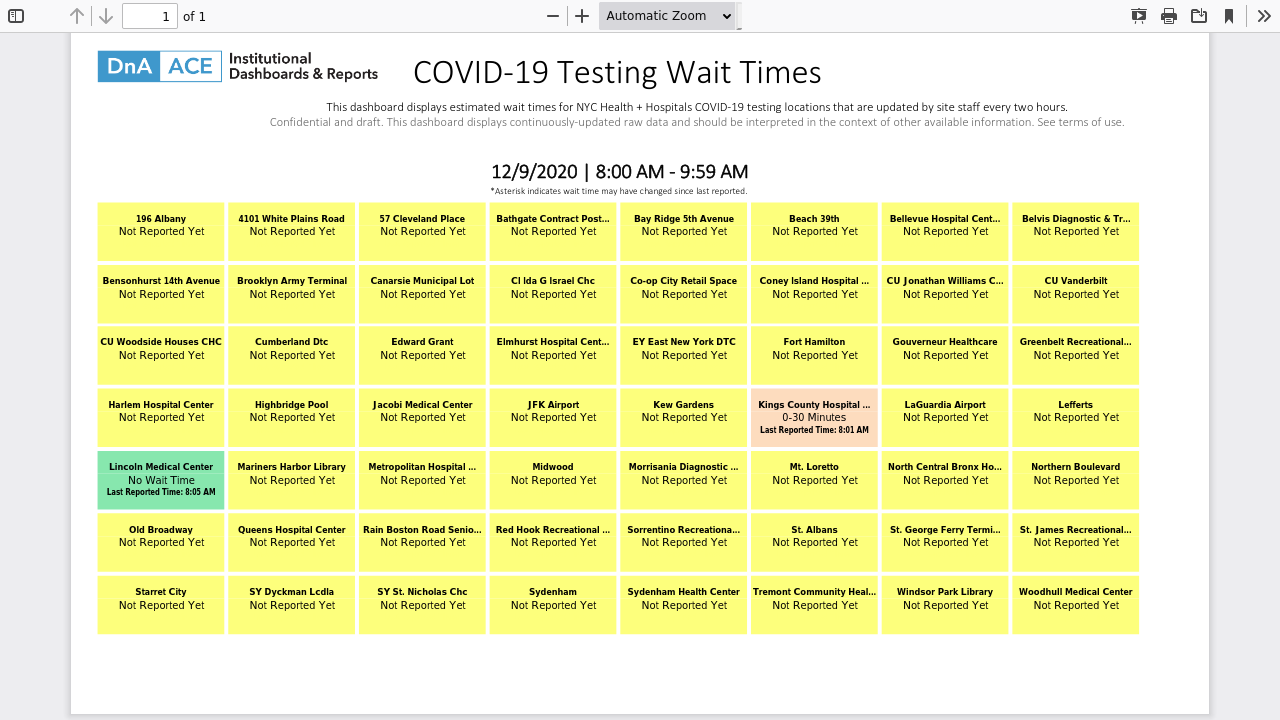 1 of 1
Automatic Zoom
DnA ACE Institutional Dashboards & Reports
COVID-19 Testing Wait Times
This dashboard displays estimated wait times for NYC Health + Hospitals COVID-19 testing locations that are updated by site staff every two hours.
Confidential and draft. This dashboard displays continuously-updated raw data and should be interpreted in the context of other available information. See terms of use.
12/9/2020 | 8:00 AM - 9:59 AM
*Asterisk indicates wait time may have changed since last reported.
196 Albany
Not Reported Yet
4101 White Plains Road
Not Reported Yet
57 Cleveland Place
Not Reported Yet
Bathgate Contract Post...
Not Reported Yet
Bay Ridge 5th Avenue
Not Reported Yet
Beach 39th
Not Reported Yet
Bellevue Hospital Cent...
Not Reported Yet
Belvis Diagnostic & Tr...
Not Reported Yet
Bensonhurst 14th Avenue
Not Reported Yet
Brooklyn Army Terminal
Not Reported Yet
Canarsie Municipal Lot
Not Reported Yet
Cl Ida G Israel Chc
Not Reported Yet
Co-op City Retail Space
Not Reported Yet
Coney Island Hospital ...
Not Reported Yet
CU Jonathan Williams C...
Not Reported Yet
CU Vanderbilt
Not Reported Yet
CU Woodside Houses CHC
Not Reported Yet
Cumberland Dtc
Not Reported Yet
Edward Grant
Not Reported Yet
Elmhurst Hospital Cent...
Not Reported Yet
EY East New York DTC
Not Reported Yet
Fort Hamilton
Not Reported Yet
Gouverneur Healthcare
Not Reported Yet
Greenbelt Recreational...
Not Reported Yet
Harlem Hospital Center
Not Reported Yet
Highbridge Pool
Not Reported Yet
Jacobi Medical Center
Not Reported Yet
JFK Airport
Not Reported Yet
Kew Gardens
Not Reported Yet
Kings County Hospital ...
0-30 Minutes
Last Reported Time: 8:01 AM
LaGuardia Airport
Not Reported Yet
Lefferts
Not Reported Yet
Lincoln Medical Center
No Wait Time
Last Reported Time: 8:05 AM
Mariners Harbor Library
Not Reported Yet
Metropolitan Hospital ...
Not Reported Yet
Midwood
Not Reported Yet
Morrisania Diagnostic ...
Not Reported Yet
Mt. Loretto
Not Reported Yet
North Central Bronx Ho...
Not Reported Yet
Northern Boulevard
Not Reported Yet
Old Broadway
Not Reported Yet
Queens Hospital Center
Not Reported Yet
Rain Boston Road Senio...
Not Reported Yet
Red Hook Recreational ...
Not Reported Yet
Sorrentino Recreationa...
Not Reported Yet
St. Albans
Not Reported Yet
St. George Ferry Termi...
Not Reported Yet
St. James Recreational...
Not Reported Yet
Starret City
Not Reported Yet
SY Dyckman Lcdla
Not Reported Yet
SY St. Nicholas Chc
Not Reported Yet
Sydenham
Not Reported Yet
Sydenham Health Center
Not Reported Yet
Tremont Community Heal...
Not Reported Yet
Windsor Park Library
Not Reported Yet
Woodhull Medical Center
Not Reported Yet